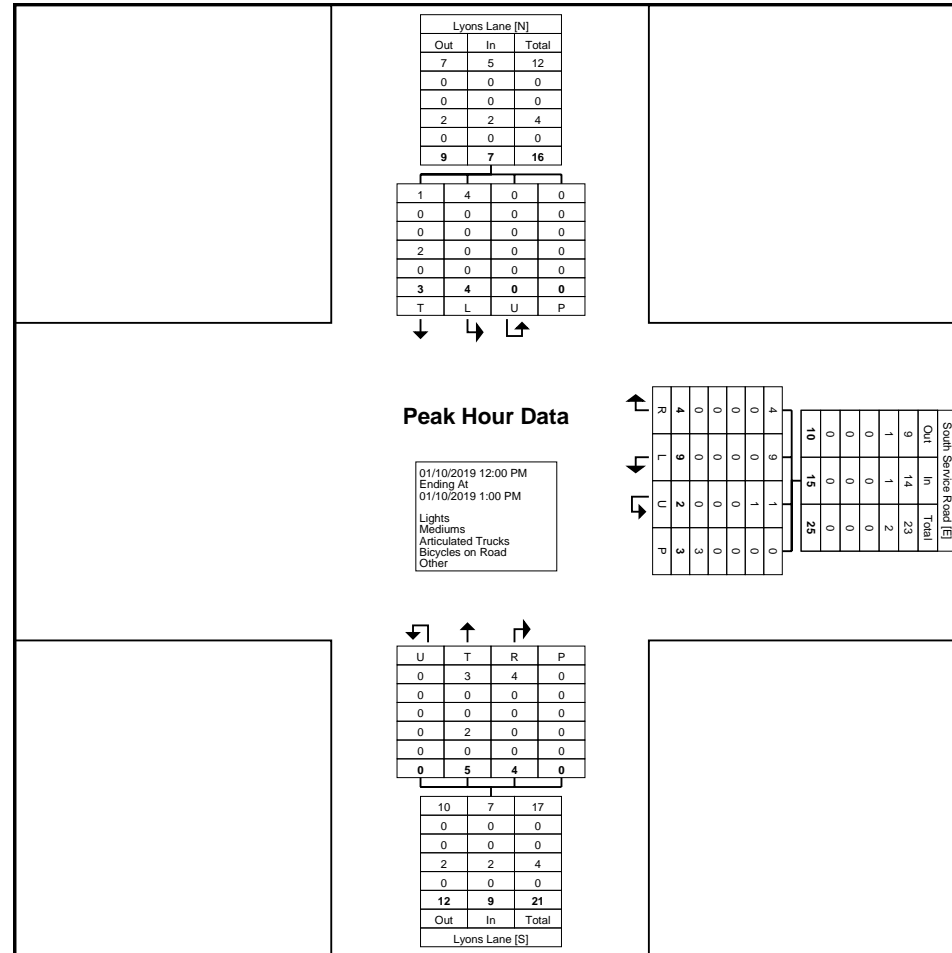 Lyons Lane [N]
Out In Total
7 5 12
0 0 0
0 0 0
2 2 4
0 0 0
9 7 16
1 4 0 0
0 0 0 0
0 0 0 0
2 0 0 0
0 0 0 0
3 4 0 0
T L U P
Peak Hour Data
01/10/2019 12:00 PM
Ending At
01/10/2019 1:00 PM
Lights
Mediums
Articulated Trucks
Bicycles on Road
Other
South Service Road [E]
Out In Total
9 14 23
1 1 2
0 0 0
0 0 0
0 0 0
10 15 25
4 9 1 0
0 0 1 0
0 0 0 0
0 0 0 0
0 0 0 3
4 9 2 3
R L U P
U T R P
0 3 4 0
0 0 0 0
0 0 0 0
0 2 0 0
0 0 0 0
0 5 4 0
10 7 17
0 0 0
0 0 0
2 2 4
0 0 0
12 9 21
Out In Total
Lyons Lane [S]